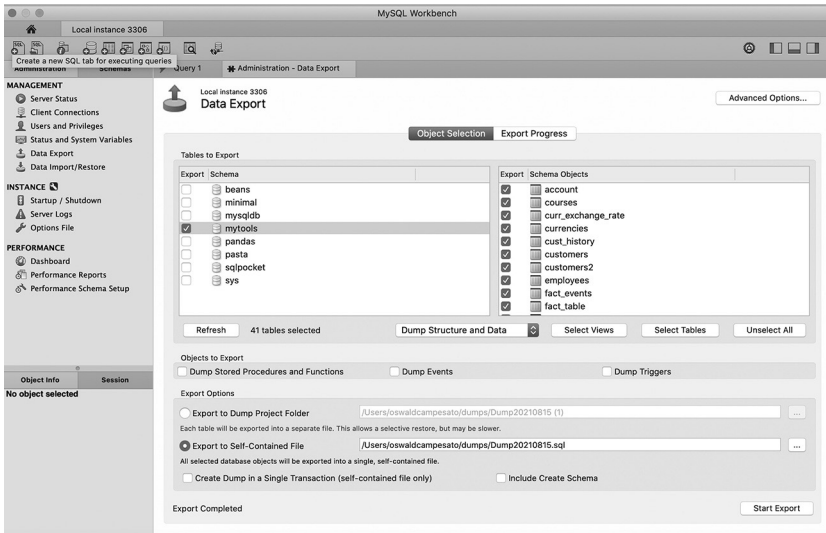 MySQL Workbench
Local instance 3306
Create a new SQL tab for executing queries
Administration Schemas Query 1 Administration - Data Export
MANAGEMENT
Server Status
Client Connections
Users and Privileges
Status and System Variables
Data Export
Data Import/Restore
INSTANCE
Startup / Shutdown
Server Logs
Options File
PERFORMANCE
Dashboard
Performance Reports
Performance Schema Setup
Object Info Session
No object selected
Local instance 3306
Data Export
Advanced Options...
Object Selection Export Progress
Tables to Export
Export Schema
beans
minimal
mysqldb
mytools
pandas
pasta
sqlpocket
sys
Export Schema Objects
account
courses
curr_exchange_rate
currencies
cust_history
customers
customers2
employees
fact_events
fact_table
Refresh 41 tables selected Dump Structure and Data Select Views Select Tables Unselect All
Objects to Export
Dump Stored Procedures and Functions Dump Events Dump Triggers
Export Options
Export to Dump Project Folder /Users/oswaldcampesato/dumps/Dump20210815 (1) ...
Each table will be exported into a separate file. This allows a selective restore, but may be slower.
Export to Self-Contained File /Users/oswaldcampesato/dumps/Dump20210815.sql ...
All selected database objects will be exported into a single, self-contained file.
Create Dump in a Single Transaction (self-contained file only) Include Create Schema
Export Completed Start Export